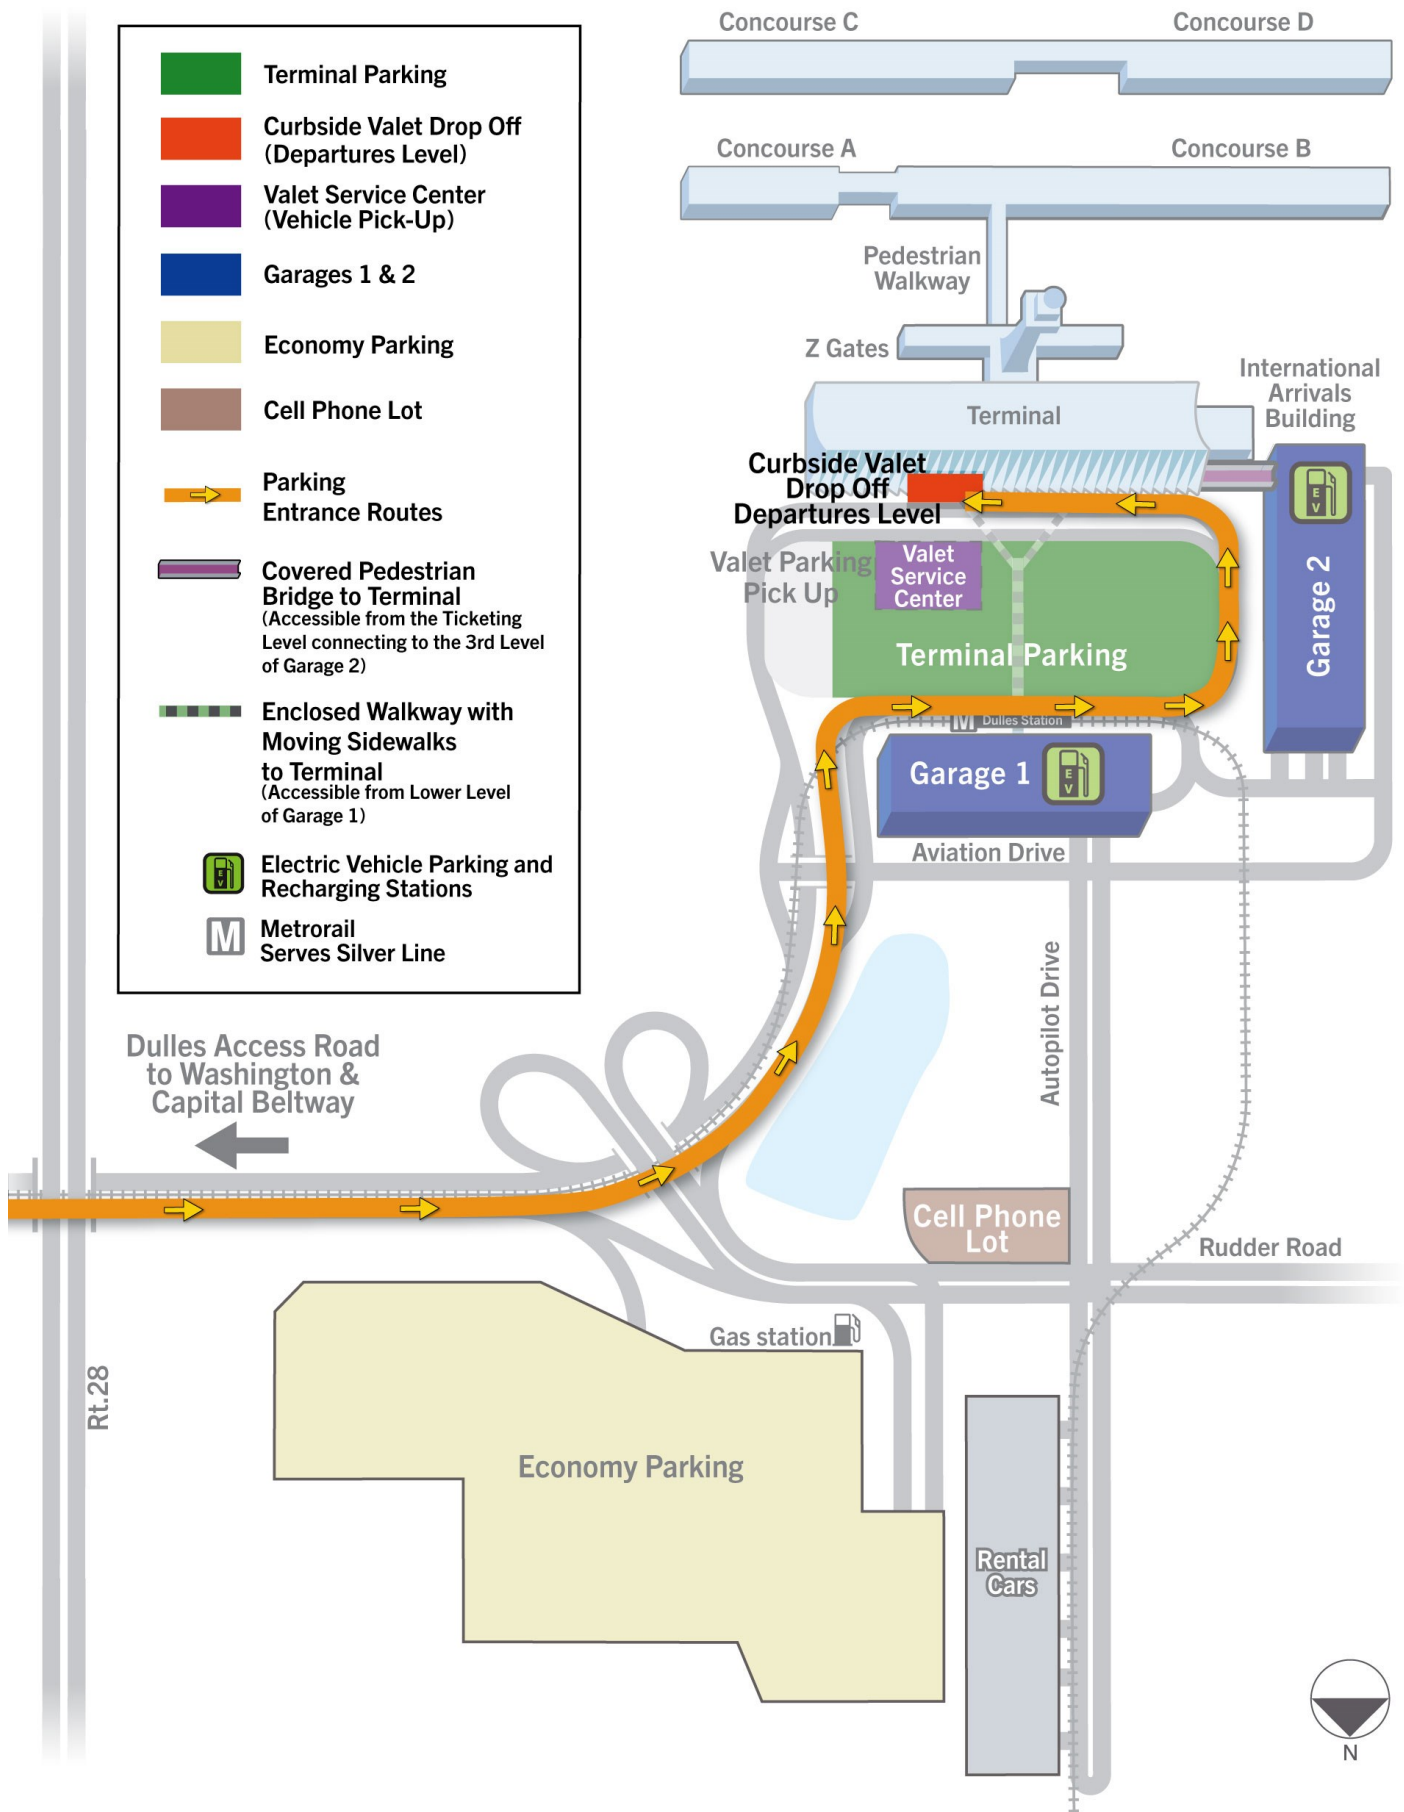 Terminal Parking
Curbside Valet Drop Off
(Departures Level)
Valet Service Center
(Vehicle Pick-Up)
Garages 1 & 2
Economy Parking
Cell Phone Lot
Parking
Entrance Routes
Covered Pedestrian
Bridge to Terminal
(Accessible from the Ticketing
Level connecting to the 3rd Level
of Garage 2)
Enclosed Walkway with
Moving Sidewalks
to Terminal
(Accessible from Lower Level
of Garage 1)
E
V
Electric Vehicle Parking and
Recharging Stations
M
Metrorail
Serves Silver Line
Concourse C
Concourse D
Concourse A
Concourse B
Pedestrian
Walkway
Z Gates
International
Arrivals
Building
Terminal
Curbside Valet
Drop Off
Departures Level
E
V
Garage 2
Valet Parking
Pick Up
Valet
Service
Center
Terminal Parking
M
Dulles Station
Garage 1
E
V
Aviation Drive
Autopilot Drive
Dulles Access Road
to Washington &
Capital Beltway
Cell Phone
Lot
Rudder Road
Gas station
Rt.28
Economy Parking
Rental
Cars
N